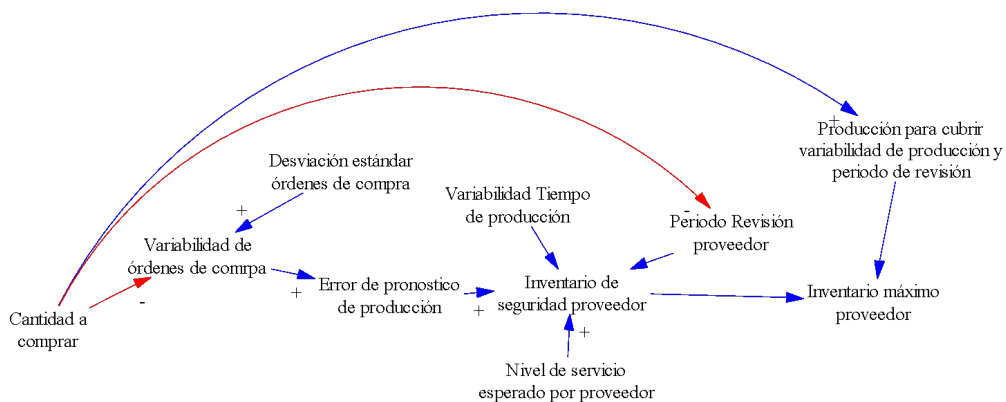 +
Producción para cubrir
variabilidad de producción y
periodo de revisión
Desviación estándar
órdenes de compra
Variabilidad Tiempo
de producción
-
Periodo Revisión
proveedor
+
Variabilidad de
órdenes de comrpa
+
Error de pronostico
de producción
+
Inventario de
seguridad proveedor
Inventario máximo
proveedor
-
Cantidad a
comprar
+
Nivel de servicio
esperado por proveedor